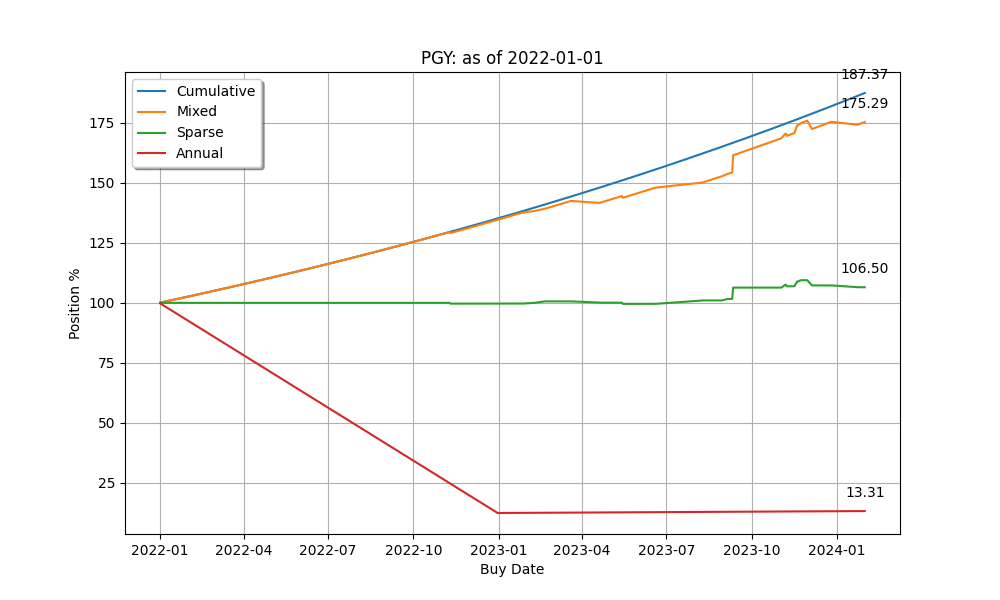 PGY: as of 2022-01-01
187.37
175.29
106.50
13.31
Cumulative
Mixed
Sparse
Annual
Position %
175
150
125
100
75
50
25
2022-01 2022-04 2022-07 2022-10 2023-01 2023-04 2023-07 2023-10 2024-01
Buy Date